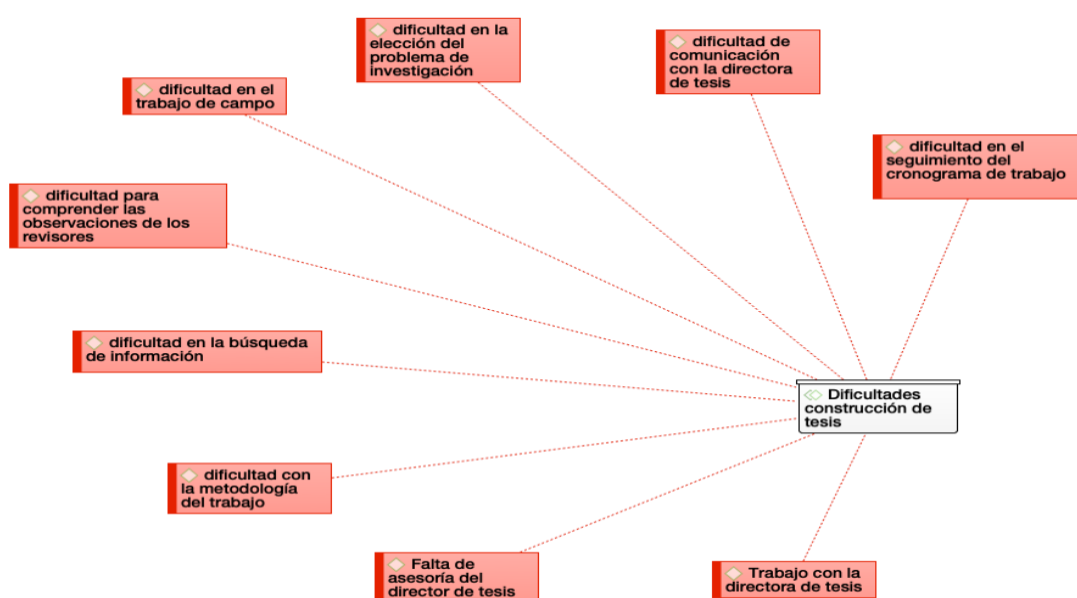 dificultad en la
elección del
problema de
investigación
dificultad de
comunicación
con la directora
de tesis
dificultad en el
trabajo de campo
dificultad en el
seguimiento del
cronograma de trabajo
dificultad para
comprender las
observaciones de los
revisores
dificultad en la búsqueda
de información
Dificultades
construcción de
tesis
dificultad con
la metodología
del trabajo
Falta de
asesoría del
director de tesis
Trabajo con la
directora de tesis